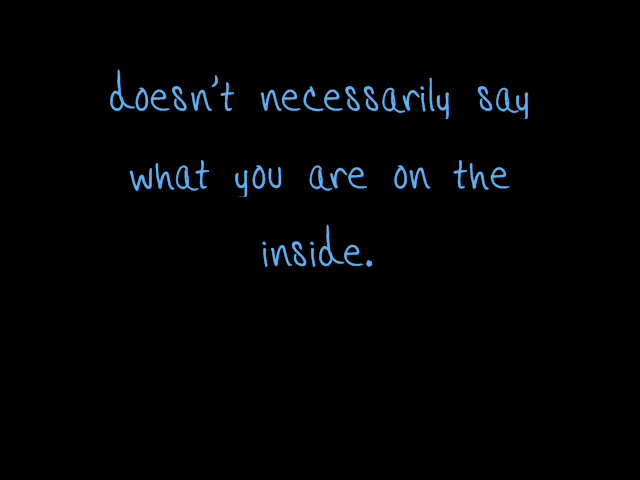 doesn't necessarily say
what you are on the
inside.